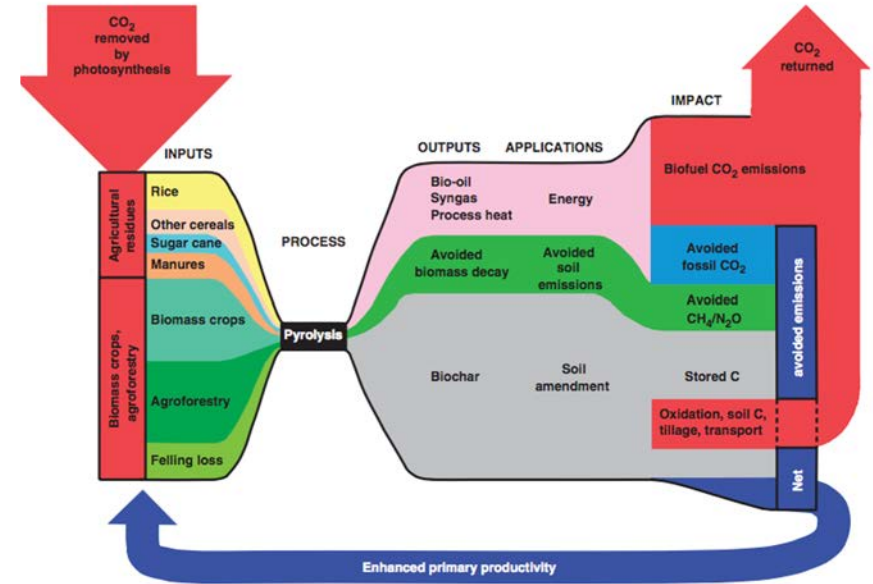 CO2
removed
by
photosynthesis
CO2
returned
INPUTS
PROCESS
OUTPUTS
APPLICATIONS
IMPACT
Agricultural
residues
Biomass crops,
agroforestry
Rice
Other cereals
Sugar cane
Manures
Biomass crops
Agroforestry
Felling loss
Pyrolysis
Bio-oil
Syngas
Process heat
Energy
Avoided
biomass decay
Avoided
soil
emissions
Biochar
Soil
amendment
Biofuel CO2 emissions
Avoided
fossil CO2
Avoided
CH4/N2O
Stored C
Oxidation, soil C,
tillage, transport
avoided emissions
Net
Enhanced primary productivity